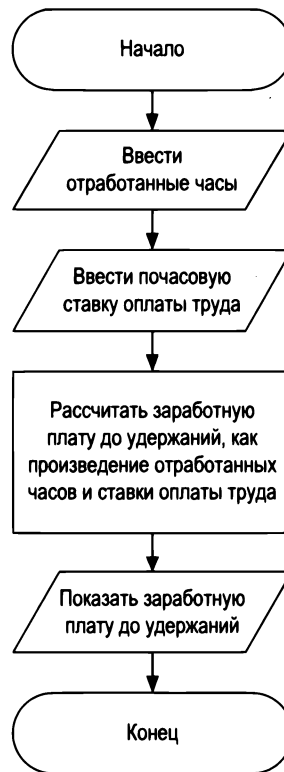 Начало
Ввести
отработанные часы
Ввести почасовую
ставку оплаты труда
Рассчитать заработную
плату до удержаний, как
произведение отработанных
часов и ставки оплаты труда
Показать заработную
плату до удержаний
Конец